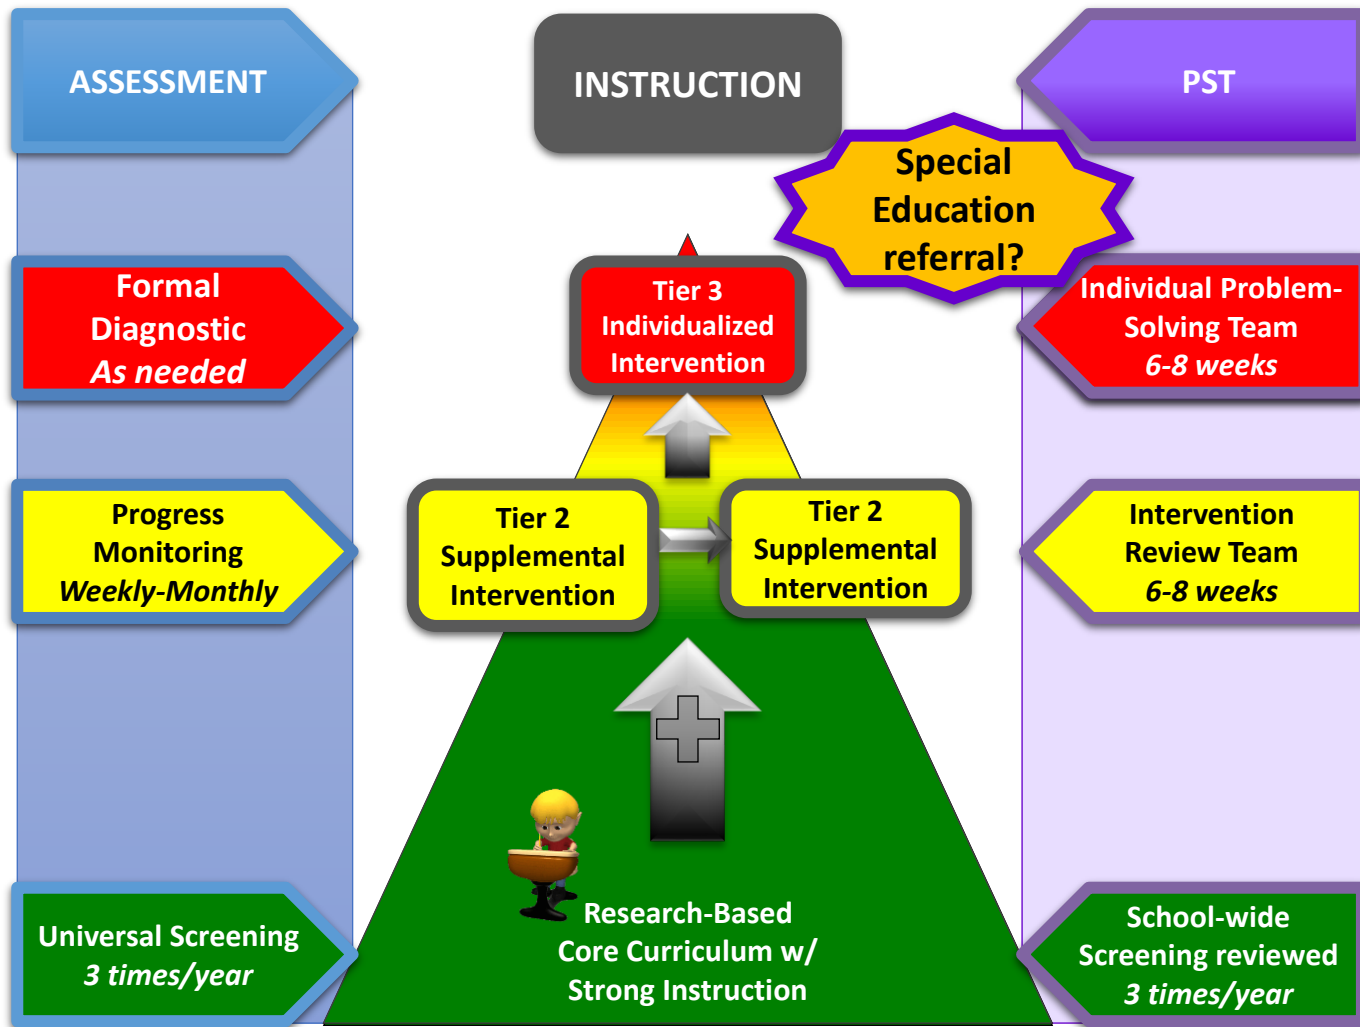 ASSESSMENT
INSTRUCTION
PST
Special
Education
referral?
Formal
Diagnostic
As needed
Tier 3
Individualized
Intervention
Individual Problem-
Solving Team
6-8 weeks
Progress
Monitoring
Weekly-Monthly
Tier 2
Supplemental
Intervention
Tier 2
Supplemental
Intervention
Intervention
Review Team
6-8 weeks
Universal Screening
3 times/year
Research-Based
Core Curriculum w/
Strong Instruction
School-wide
Screening reviewed
3 times/year